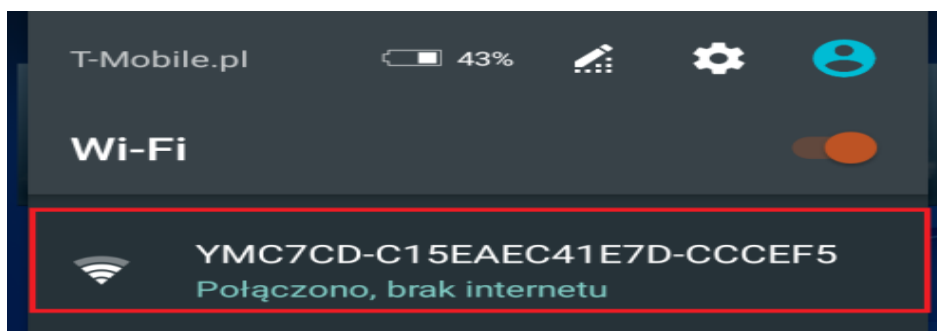 T-Mobile.pl 43%
Wi-Fi
YMC7CD-C15EAEC41E7D-CCCEF5
Połączono, brak internetu